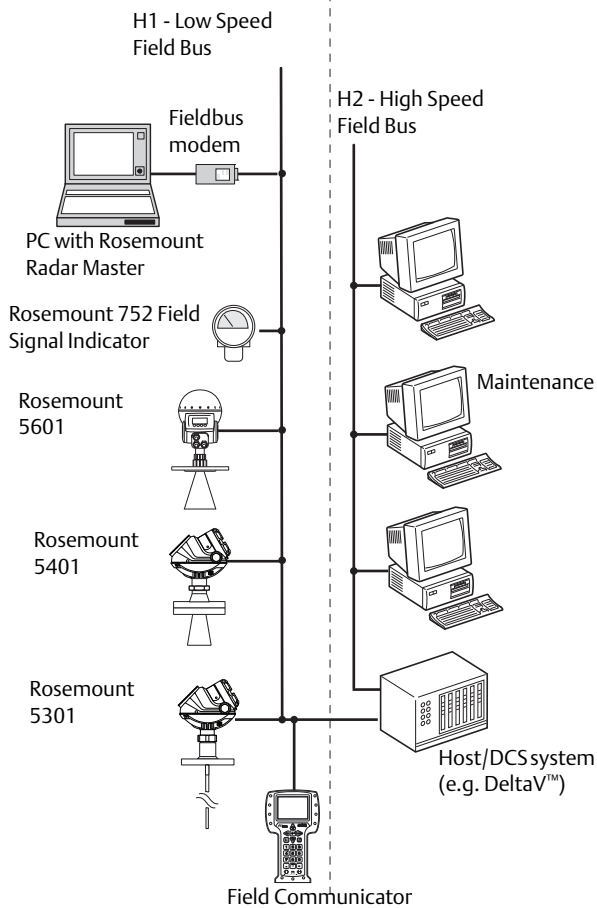 H1 - Low Speed
Field Bus
H2 - High Speed
Field Bus
Fieldbus
modem
PC with Rosemount
Radar Master
Rosemount 752 Field
Signal Indicator
Maintenance
Rosemount
5601
Rosemount
5401
Rosemount
5301
Host/DCS system
(e.g. DeltaV™)
Field Communicator